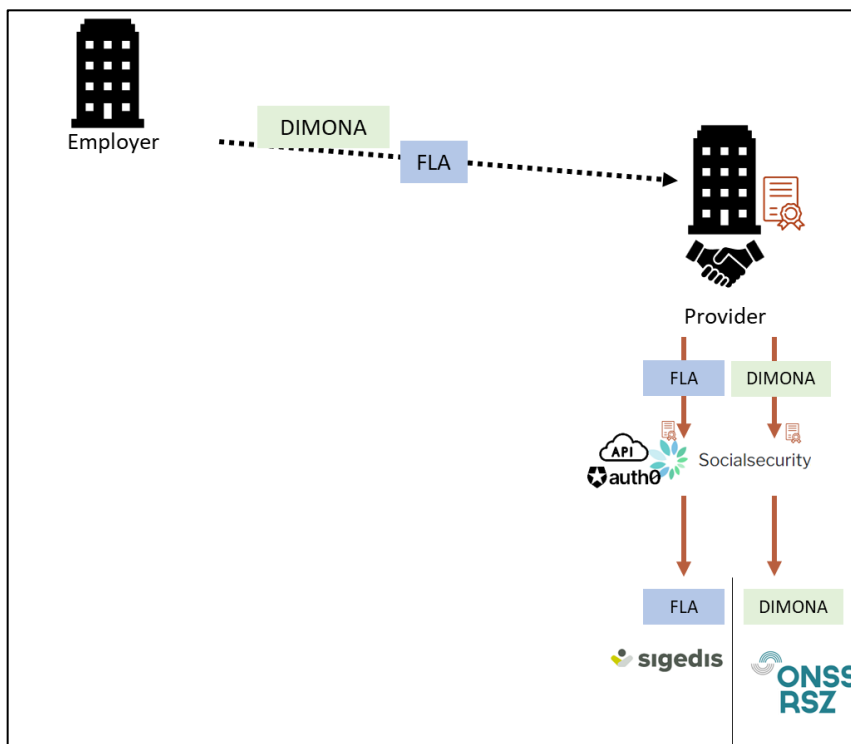 DIMONA
Employer
FLA
Provider
FLA
DIMONA
API
auth0
Socialsecurity
FLA
DIMONA
sigedis
ONSS
RSZ